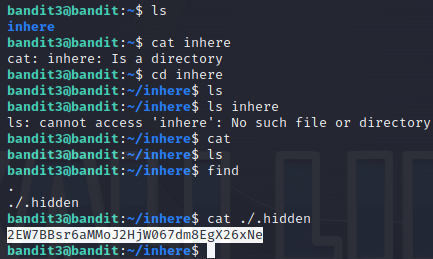 bandit3@bandit:~$ ls
inhere
bandit3@bandit:~$ cat inhere
cat: inhere: Is a directory
bandit3@bandit:~$ cd inhere
bandit3@bandit:~/inhere$ ls
bandit3@bandit:~/inhere$ ls inhere
ls: cannot access 'inhere': No such file or directory
bandit3@bandit:~/inhere$ cat
bandit3@bandit:~/inhere$ ls
bandit3@bandit:~/inhere$ find
.
./.hidden
bandit3@bandit:~/inhere$ cat ./.hidden
2EW7BBsr6aMMoJ2HjW067dm8EgX26xNe
bandit3@bandit:~/inhere$